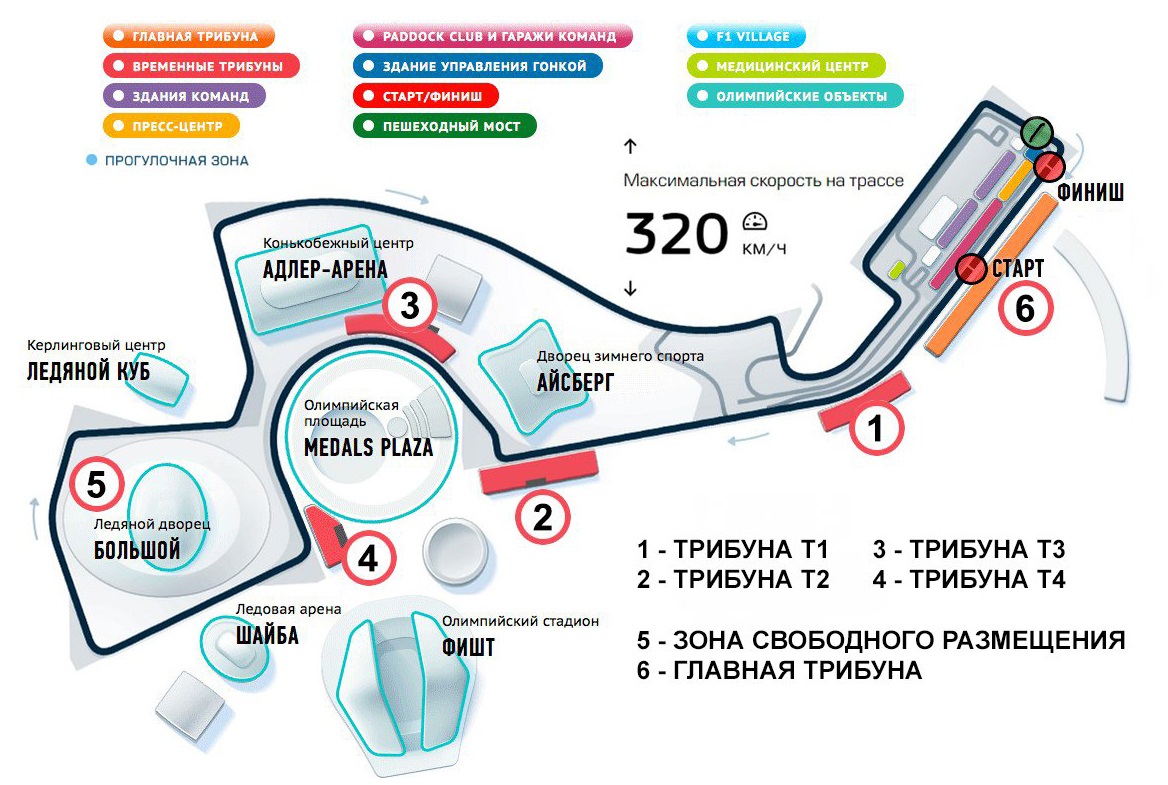 ГЛАВНАЯ ТРИБУНА
ВРЕМЕННЫЕ ТРИБУНЫ
ЗДАНИЯ КОМАНД
ПРЕСС-ЦЕНТР
ПРОГУЛОЧНАЯ ЗОНА
PADDOCK CLUB И ГАРАЖИ КОМАНД
ЗДАНИЕ УПРАВЛЕНИЯ ГОНКОЙ
СТАРТ/ФИНИШ
ПЕШЕХОДНЫЙ МОСТ
F1 VILLAGE
МЕДИЦИНСКИЙ ЦЕНТР
ОЛИМПИЙСКИЕ ОБЪЕКТЫ
Максимальная скорость на трассе
320 КМ/Ч
ФИНИШ
СТАРТ
6
Конькобежный центр
АДЛЕР-АРЕНА
3
Керлинговый центр
ЛЕДЯНОЙ КУБ
Дворец зимнего спорта
АЙСБЕРГ
Олимпийская
площадь
MEDALS PLAZA
1
5
Ледяной дворец
БОЛЬШОЙ
2
4
Ледовая арена
ШАЙБА
Олимпийский стадион
ФИШТ
1 - ТРИБУНА Т1
2 - ТРИБУНА Т2
3 - ТРИБУНА Т3
4 - ТРИБУНА Т4
5 - ЗОНА СВОБОДНОГО РАЗМЕЩЕНИЯ
6 - ГЛАВНАЯ ТРИБУНА